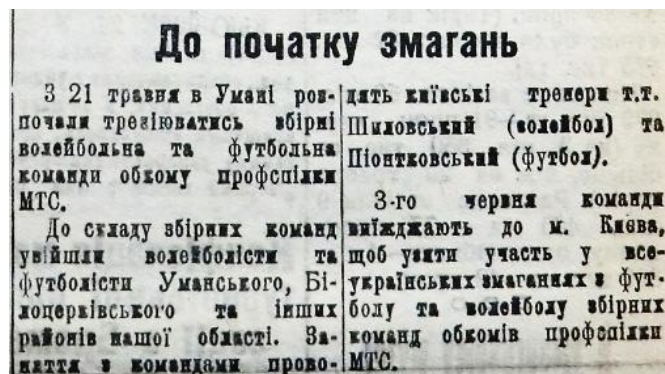 До початку змагань
З 21 травня в Умані роз-
почали тренюватись збірні
волейбольна та футбольна
команди обкому профспілки
МТС.
До складу збірних команд
увійшли волейболісти та
футболісти Уманського, Бі-
лоцерківського та інших
районів нашої області. За-
няття з командами прово-
дять київські тренери т.т.
Шиловський (волейбол) та
Піонтковський (футбол).
3-го червня команди
виїжджають до м. Києва,
щоб узяти участь у все-
українських змаганнях з фут-
болу та волейболу збірних
команд обкомів профспілки
МТС.